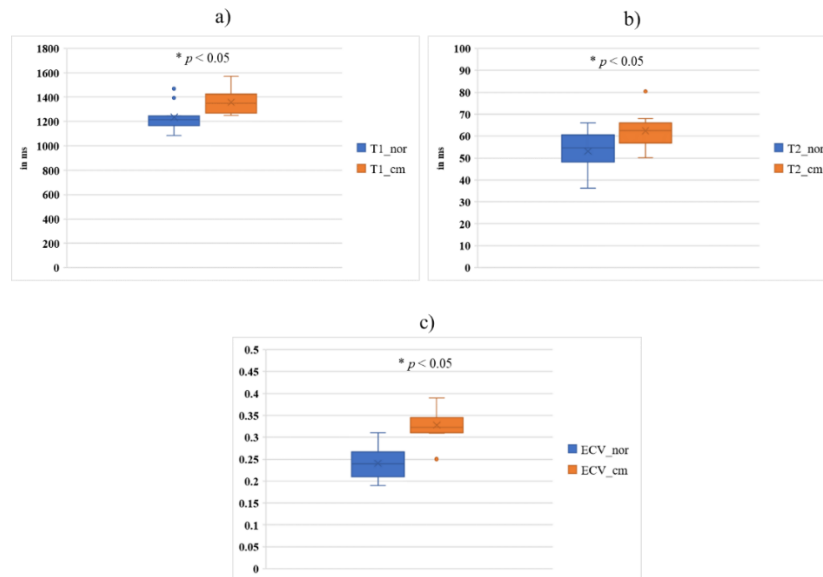 a)
1800
1600
1400
1200
1000
800
600
400
200
0
in ms
* p < 0.05
T1_nor
T1_cm
b)
100
90
80
70
60
50
40
30
20
10
0
in ms
* p < 0.05
T2_nor
T2_cm
c)
0.5
0.45
0.4
0.35
0.3
0.25
0.2
0.15
0.1
0.05
0
* p < 0.05
ECV_nor
ECV_cm